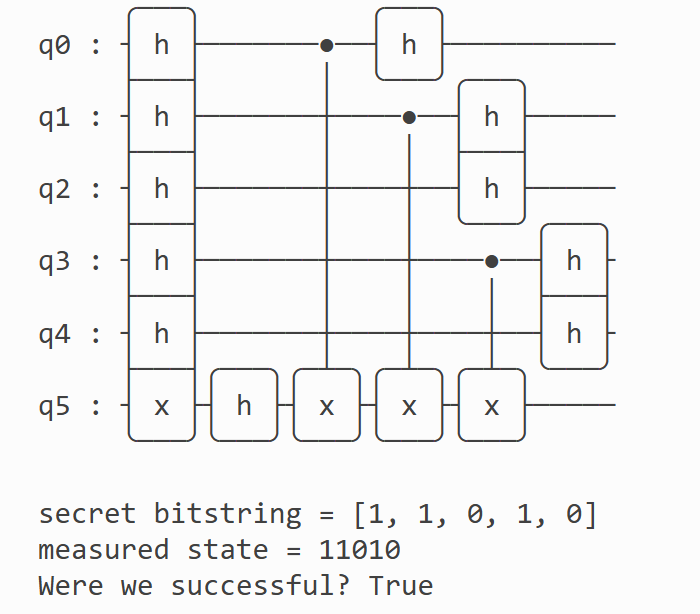 q0 : h h
q1 : h h
q2 : h h
q3 : h h
q4 : h h
q5 : x h x x x
secret bitstring = [1, 1, 0, 1, 0]
measured state = 11010
Were we successful? True